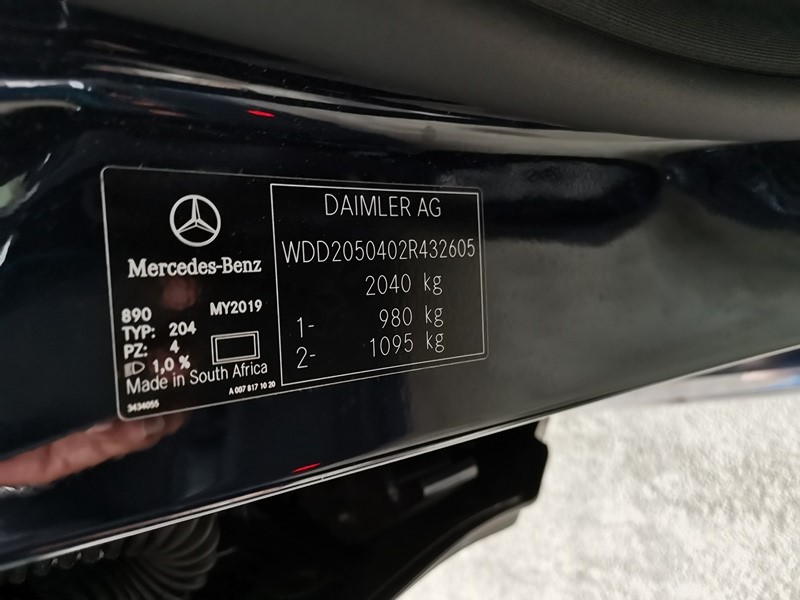 Mercedes-Benz
890 MY2019
TYP: 204
PZ: 4
1,0 %
Made in South Africa
A 007 817 10 20
3434055
DAIMLER AG
WDD2050402R432605
2040 kg
1- 980 kg
2- 1095 kg